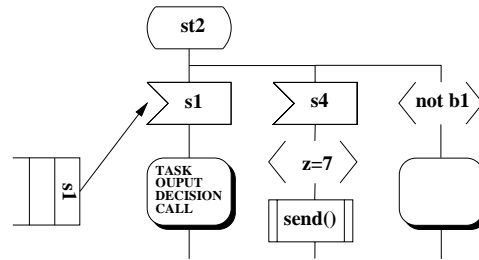 st2
s1
s4
not b1
s1
TASK
OUPUT
DECISION
CALL
z=7
send()